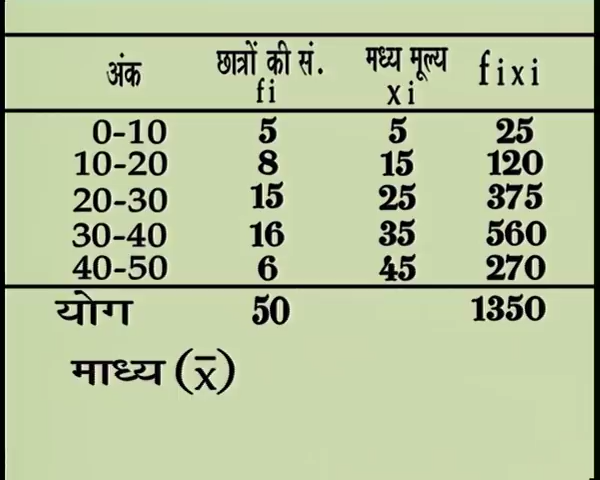 अंक छात्रों की सं. fi मध्य मूल्य xi fixi
0-10 5 5 25
10-20 8 15 120
20-30 15 25 375
30-40 16 35 560
40-50 6 45 270
योग 50 1350
माध्य (x̄)